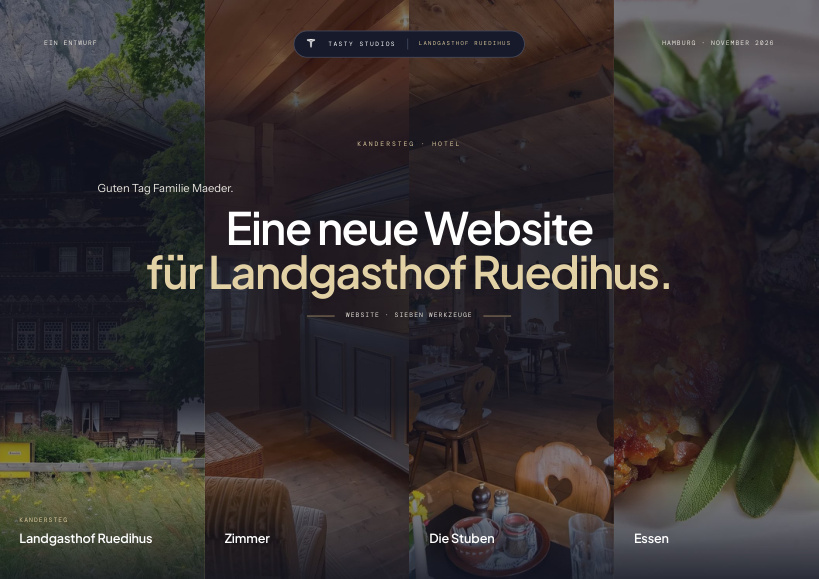 EIN ENTWURF
TASTY STUDIOS
LANDGASTHOF RUEDIHUS
HAMBURG · NOVEMBER 2026
KANDERSTEG · HOTEL
Guten Tag Familie Maeder.
Eine neue Website
für Landgasthof Ruedihus.
WEBSITE · SIEBEN WERKZEUGE
KANDERSTEG
Landgasthof Ruedihus
Zimmer
Die Stuben
Essen